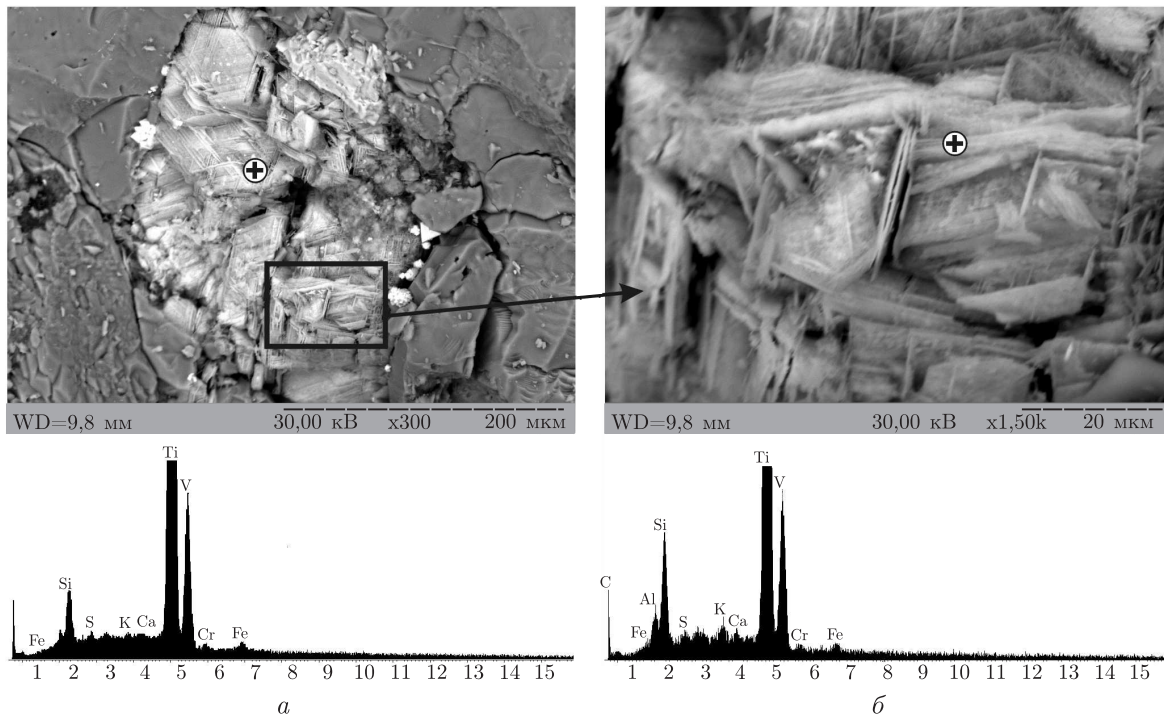 WD=9,8 мм 30,00 кВ x300 200 мкм
WD=9,8 мм 30,00 кВ x1,50k 20 мкм
Ti
V
Si
Fe
S
K
Ca
Cr
Fe
1 2 3 4 5 6 7 8 9 10 11 12 13 14 15
а
Ti
V
Si
C
Al
Fe
S
K
Ca
Cr
Fe
1 2 3 4 5 6 7 8 9 10 11 12 13 14 15
б